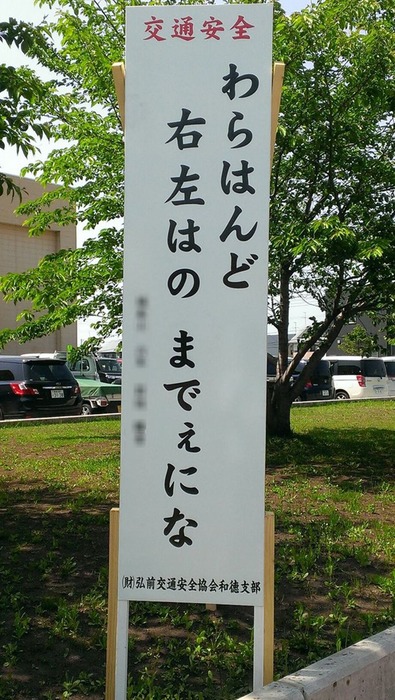 交通安全
わらはんど
右左はの までぇにな
(財)弘前交通安全協会和徳支部